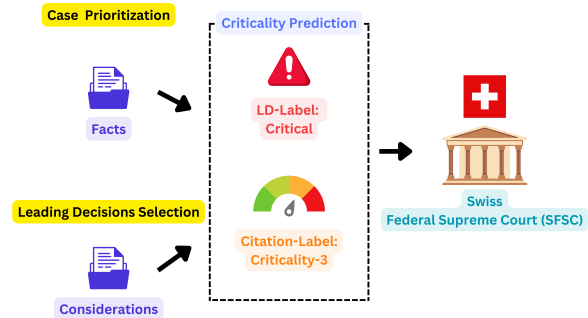 Case Prioritization
Facts
Leading Decisions Selection
Considerations
Criticality Prediction
LD-Label:
Critical
Citation-Label:
Criticality-3
Swiss
Federal Supreme Court (SFSC)